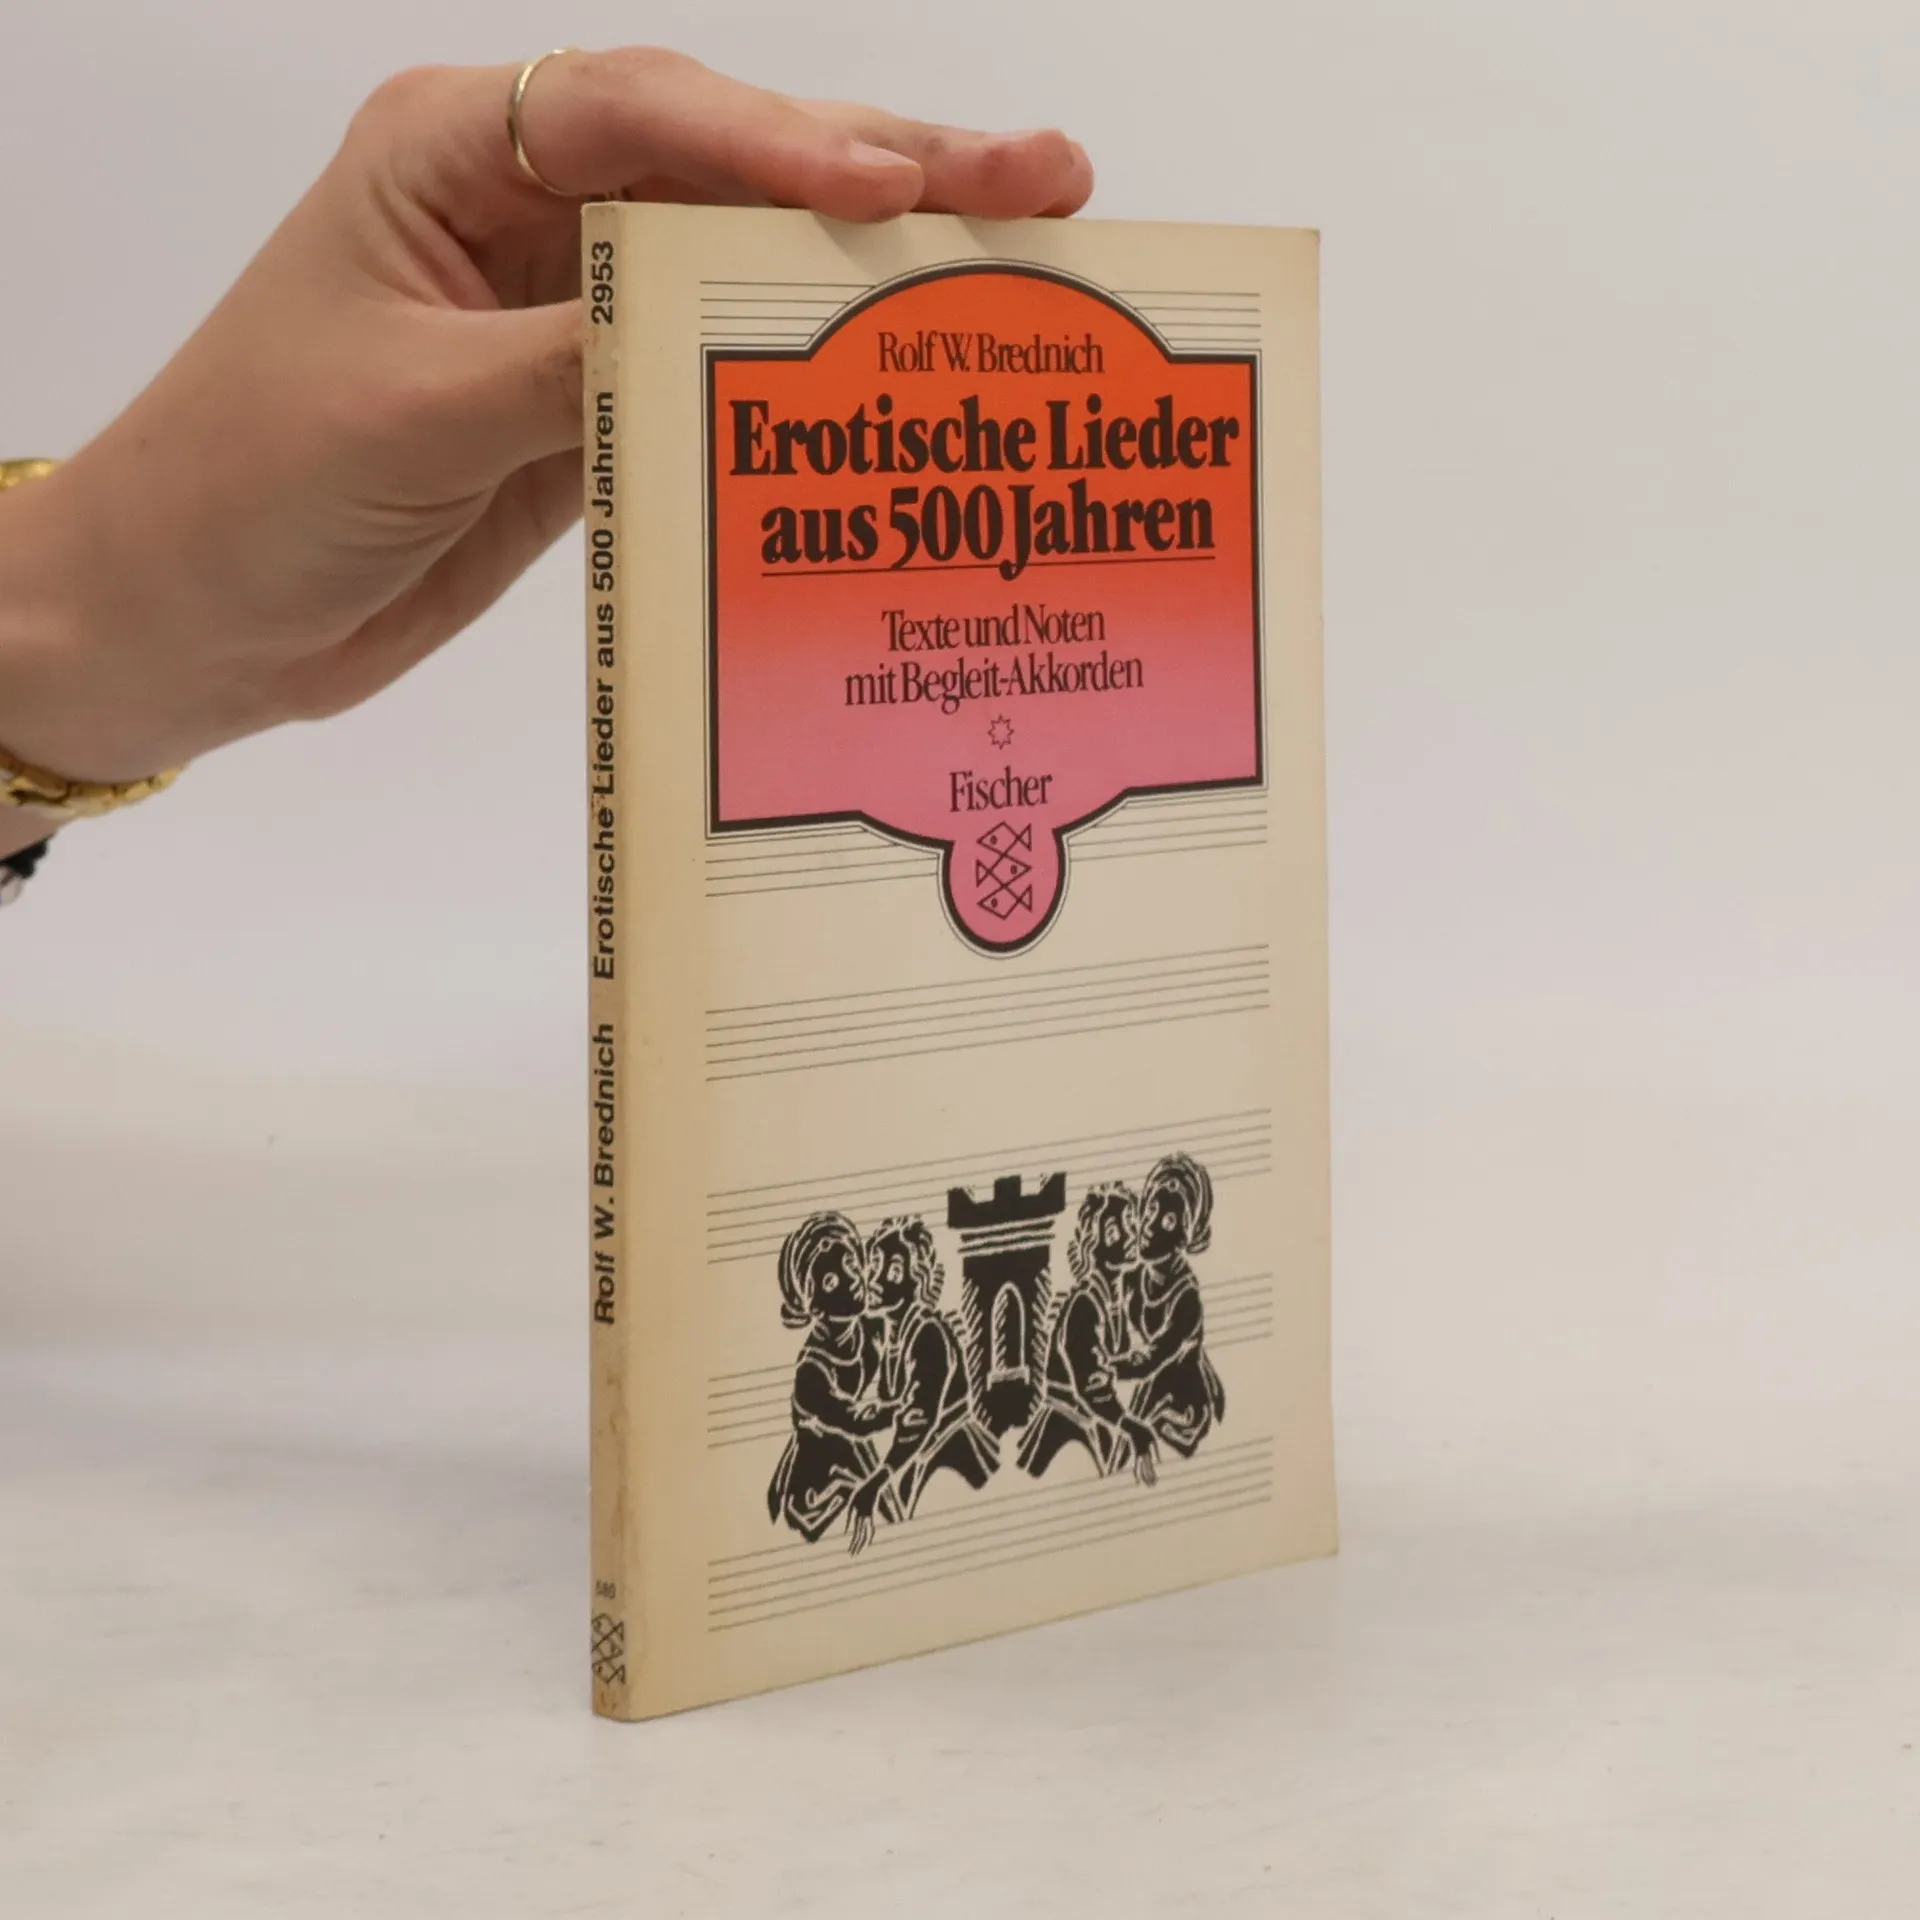 Rolf W. Brednich
Erotische Lieder
aus 500 Jahren
Texte und Noten
mit Begleit-Akkorden
Fischer
Rolf W. Brednich Erotische Lieder aus 500 Jahren 2953